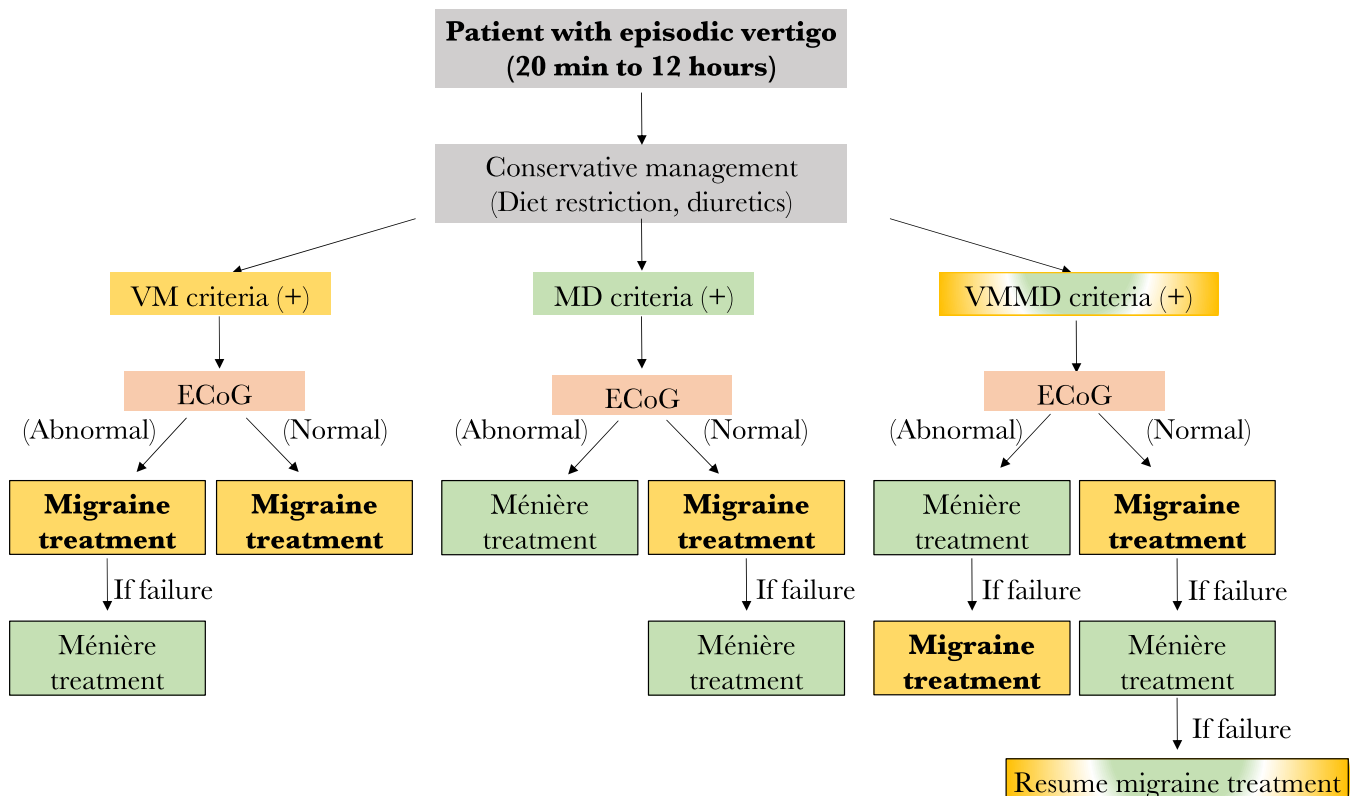 Patient with episodic vertigo
(20 min to 12 hours)
Conservative management
(Diet restriction, diuretics)
VM criteria (+)
MD criteria (+)
VMMD criteria (+)
ECoG
ECoG
ECoG
(Abnormal)
(Normal)
(Abnormal)
(Normal)
(Abnormal)
(Normal)
Migraine
treatment
Migraine
treatment
Ménière
treatment
Migraine
treatment
Ménière
treatment
Migraine
treatment
If failure
If failure
If failure
If failure
Ménière
treatment
Ménière
treatment
Migraine
treatment
Ménière
treatment
If failure
Resume migraine treatment